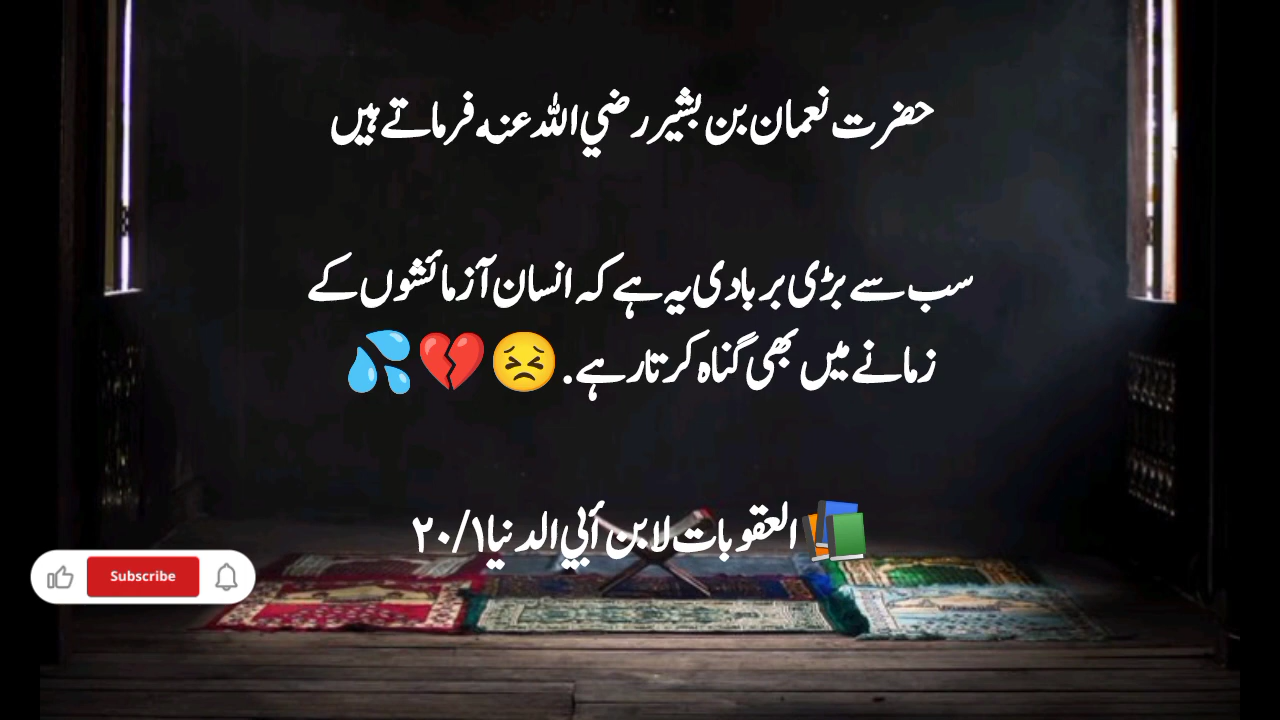 حضرت نعمان بن بشیر رضي الله عنه فرماتے ہیں
سب سے بڑی بربادی یہ ہے کہ انسان آزمائشوں کے
زمانے میں بھی گناہ کرتا رہے. 😣💔💦
📚 العقوبات لابن أبي الدنيا ٢٠/١
Subscribe